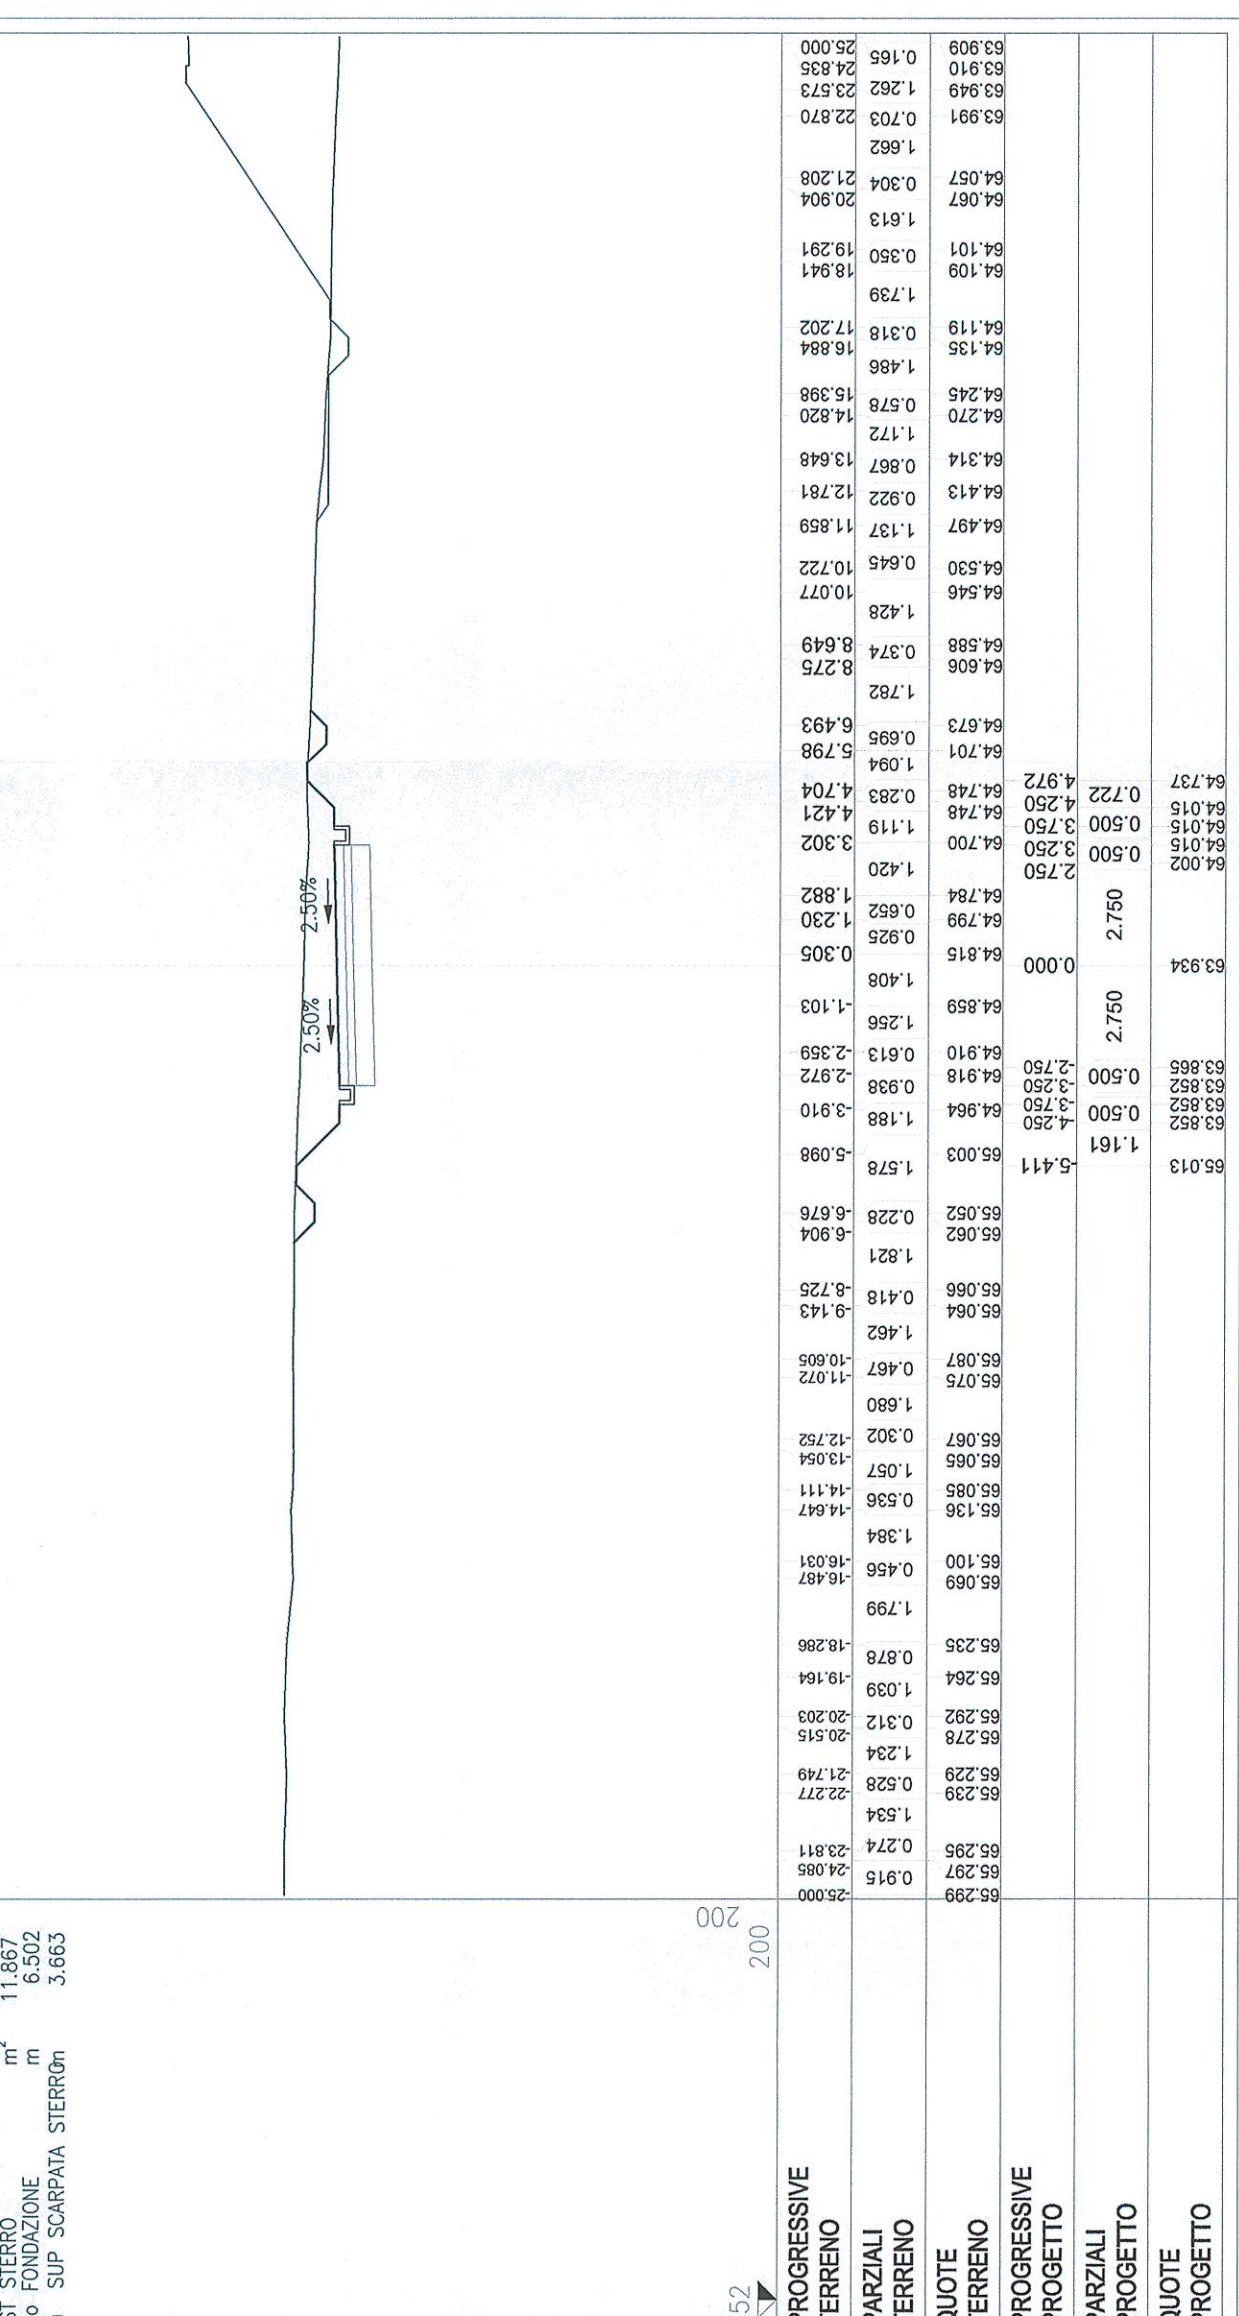 ST STERRO m² 11.867
o FONDAZIONE m 6.502
SUP SCARPATA STERRO m 3.663
2.50% 2.50%
200
200
52
PROGRESSIVE
TERRENO
-25.000 -24.085 -23.811 -22.277 -21.749 -20.515 -20.203 -19.164 -18.286 -16.487 -16.031 -14.647 -14.111 -13.054 -12.752 -11.072 -10.605 -9.143 -8.725 -6.904 -6.676 -5.098 -3.910 -2.972 -2.359 -1.103 0.305 1.230 1.882 3.302 4.421 4.704 5.798 6.493 8.275 8.649 10.077 10.722 11.859 12.781 13.648 14.820 15.398 16.884 17.202 18.941 19.291 20.904 21.208 22.870 23.573 24.835 25.000
PARZIALI
TERRENO
0.915 0.274 1.534 0.528 1.234 0.312 1.039 0.878 1.799 0.456 1.384 0.536 1.057 0.302 1.680 0.467 1.462 0.418 1.821 0.228 1.578 1.188 0.938 0.613 1.256 1.408 0.925 0.652 1.420 1.119 0.283 1.094 0.695 1.782 0.374 1.428 0.645 1.137 0.922 0.867 1.172 0.578 1.486 0.318 1.739 0.350 1.613 0.304 1.662 0.703 1.262 0.165
QUOTE
TERRENO
65.299 65.297 65.295 65.239 65.229 65.278 65.292 65.264 65.235 65.069 65.100 65.136 65.085 65.065 65.067 65.075 65.087 65.064 65.066 65.062 65.052 65.003 64.964 64.918 64.910 64.859 64.815 64.799 64.784 64.700 64.748 64.748 64.701 64.673 64.606 64.588 64.546 64.530 64.497 64.413 64.314 64.270 64.245 64.135 64.119 64.109 64.101 64.067 64.057 63.991 63.949 63.910 63.909
PROGRESSIVE
PROGETTO
-5.411 -4.250 -3.750 -3.250 -2.750 0.000 2.750 3.250 3.750 4.250 4.972
PARZIALI
PROGETTO
1.161 0.500 0.500 2.750 2.750 0.500 0.500 0.722
QUOTE
PROGETTO
65.013 63.852 63.852 63.852 63.865 63.934 64.002 64.015 64.015 64.015 64.737